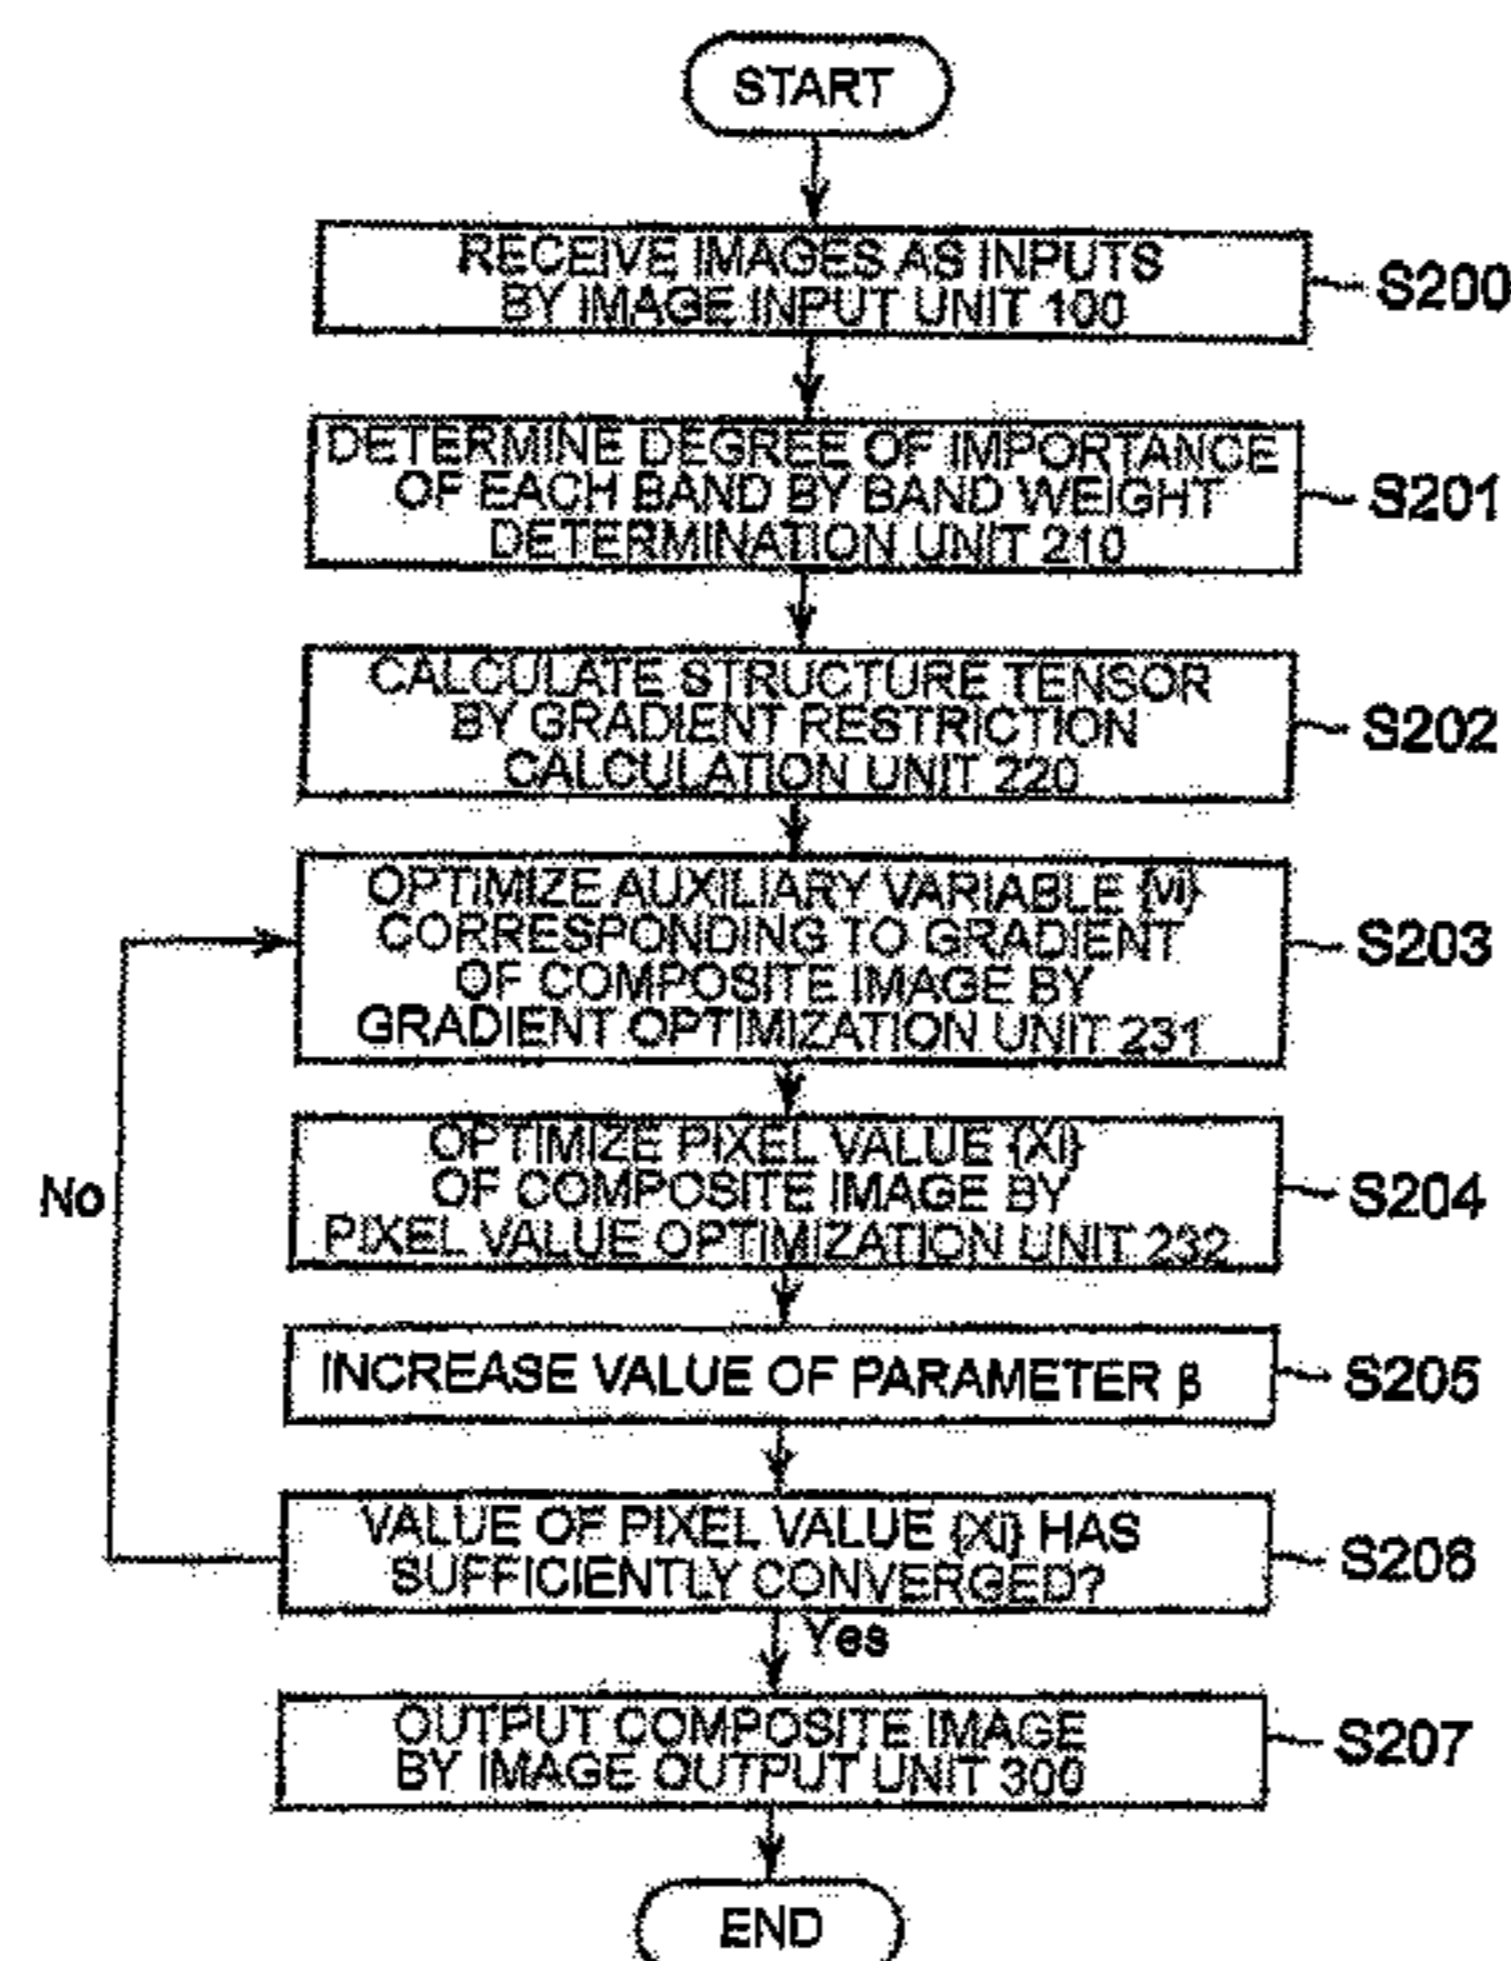 START
RECEIVE IMAGES AS INPUTS
BY IMAGE INPUT UNIT 100
S200
DETERMINE DEGREE OF IMPORTANCE
OF EACH BAND BY BAND WEIGHT
DETERMINATION UNIT 210
S201
CALCULATE STRUCTURE TENSOR
BY GRADIENT RESTRICTION
CALCULATION UNIT 220
S202
OPTIMIZE AUXILIARY VARIABLE {Vi}
CORRESPONDING TO GRADIENT
OF COMPOSITE IMAGE BY
GRADIENT OPTIMIZATION UNIT 231
S203
OPTIMIZE PIXEL VALUE {Xi}
OF COMPOSITE IMAGE BY
PIXEL VALUE OPTIMIZATION UNIT 232
S204
No
INCREASE VALUE OF PARAMETER β
S205
VALUE OF PIXEL VALUE {Xj} HAS
SUFFICIENTLY CONVERGED?
S206
Yes
OUTPUT COMPOSITE IMAGE
BY IMAGE OUTPUT UNIT 300
S207
END